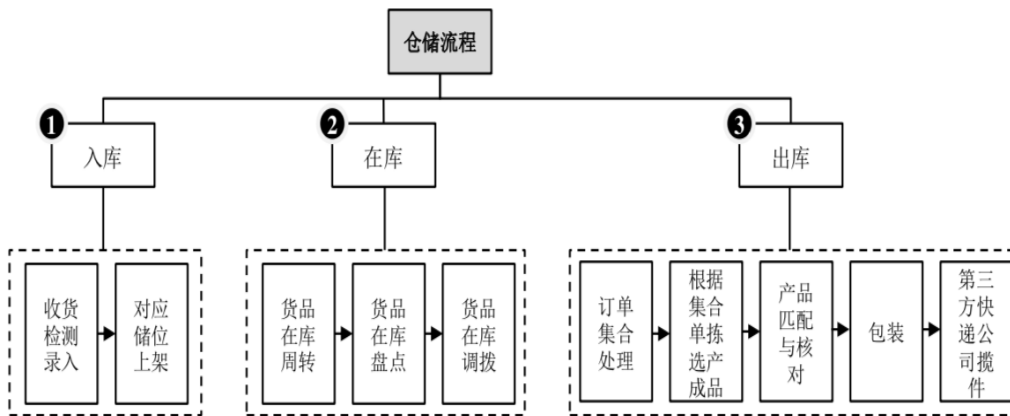 仓储流程
1
入库
2
在库
3
出库
收货
检测
录入
对应
储位
上架
货品
在库
周转
货品
在库
盘点
货品
在库
调拨
订单
集合
处理
根据
集合
单拣
选产
成品
产品
匹配
与核
对
包装
第三
方快
递公
司揽
件